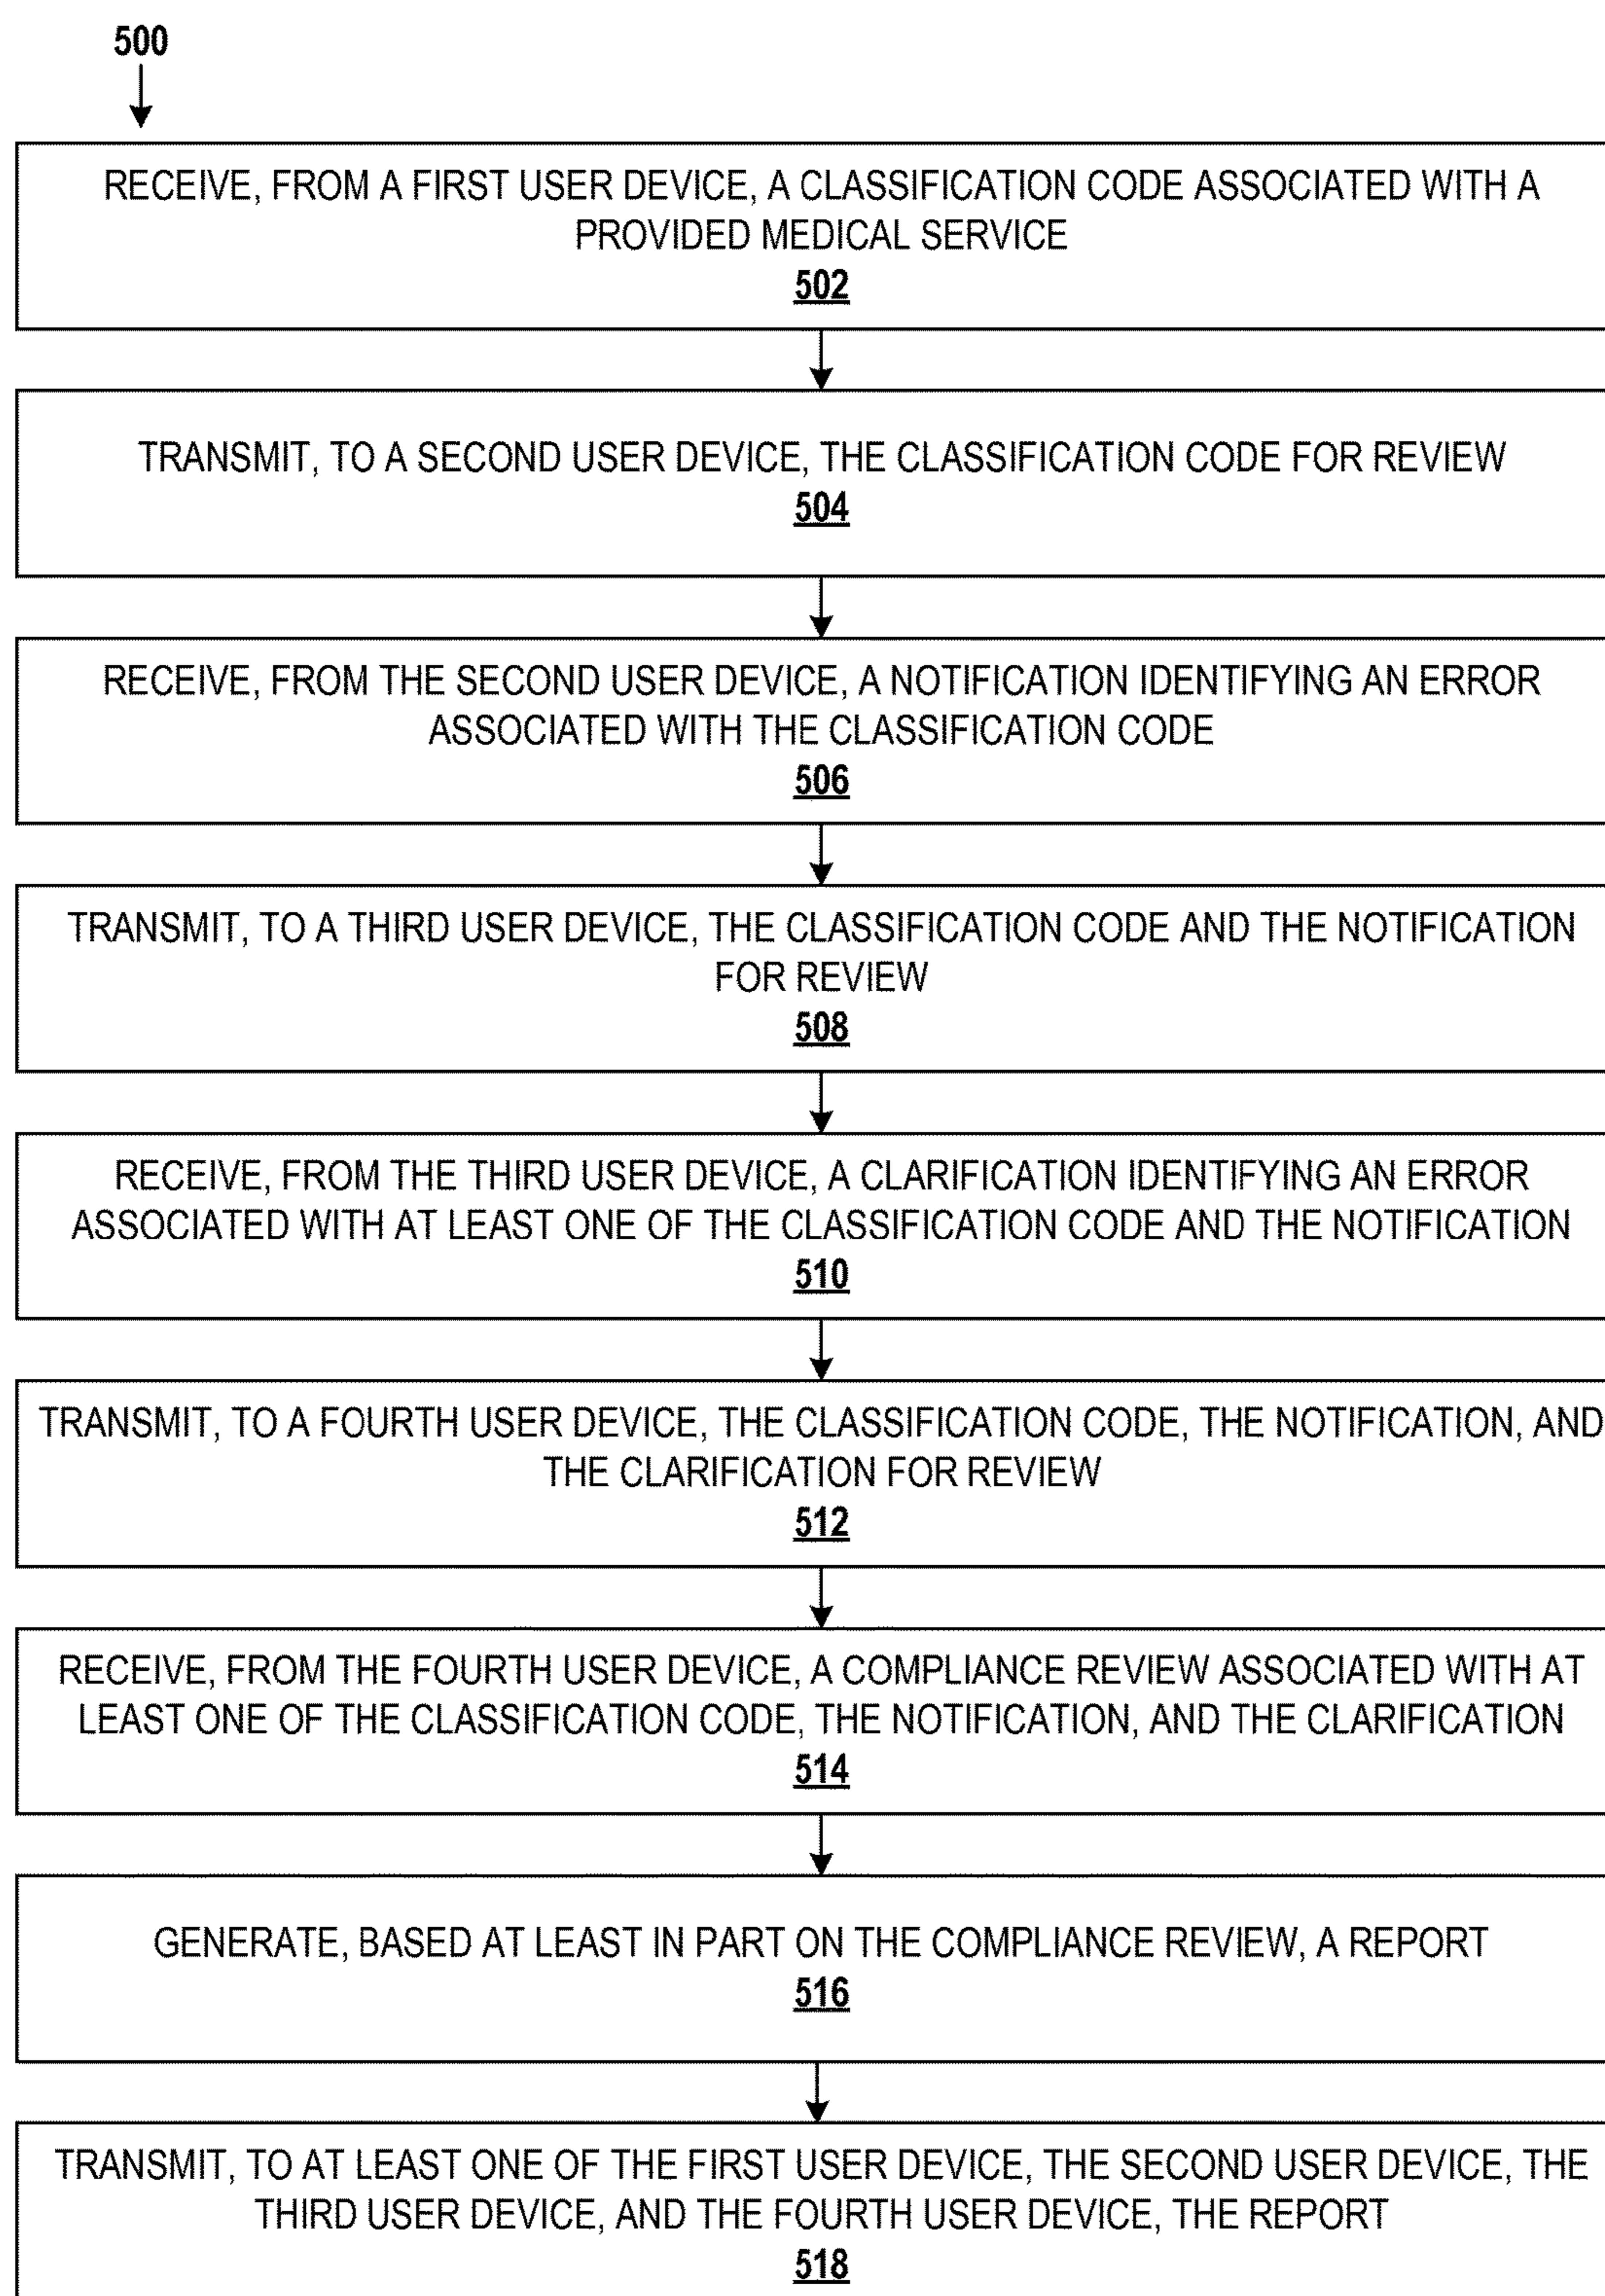 500
RECEIVE, FROM A FIRST USER DEVICE, A CLASSIFICATION CODE ASSOCIATED WITH A
PROVIDED MEDICAL SERVICE
502
TRANSMIT, TO A SECOND USER DEVICE, THE CLASSIFICATION CODE FOR REVIEW
504
RECEIVE, FROM THE SECOND USER DEVICE, A NOTIFICATION IDENTIFYING AN ERROR
ASSOCIATED WITH THE CLASSIFICATION CODE
506
TRANSMIT, TO A THIRD USER DEVICE, THE CLASSIFICATION CODE AND THE NOTIFICATION
FOR REVIEW
508
RECEIVE, FROM THE THIRD USER DEVICE, A CLARIFICATION IDENTIFYING AN ERROR
ASSOCIATED WITH AT LEAST ONE OF THE CLASSIFICATION CODE AND THE NOTIFICATION
510
TRANSMIT, TO A FOURTH USER DEVICE, THE CLASSIFICATION CODE, THE NOTIFICATION, AND
THE CLARIFICATION FOR REVIEW
512
RECEIVE, FROM THE FOURTH USER DEVICE, A COMPLIANCE REVIEW ASSOCIATED WITH AT
LEAST ONE OF THE CLASSIFICATION CODE, THE NOTIFICATION, AND THE CLARIFICATION
514
GENERATE, BASED AT LEAST IN PART ON THE COMPLIANCE REVIEW, A REPORT
516
TRANSMIT, TO AT LEAST ONE OF THE FIRST USER DEVICE, THE SECOND USER DEVICE, THE
THIRD USER DEVICE, AND THE FOURTH USER DEVICE, THE REPORT
518